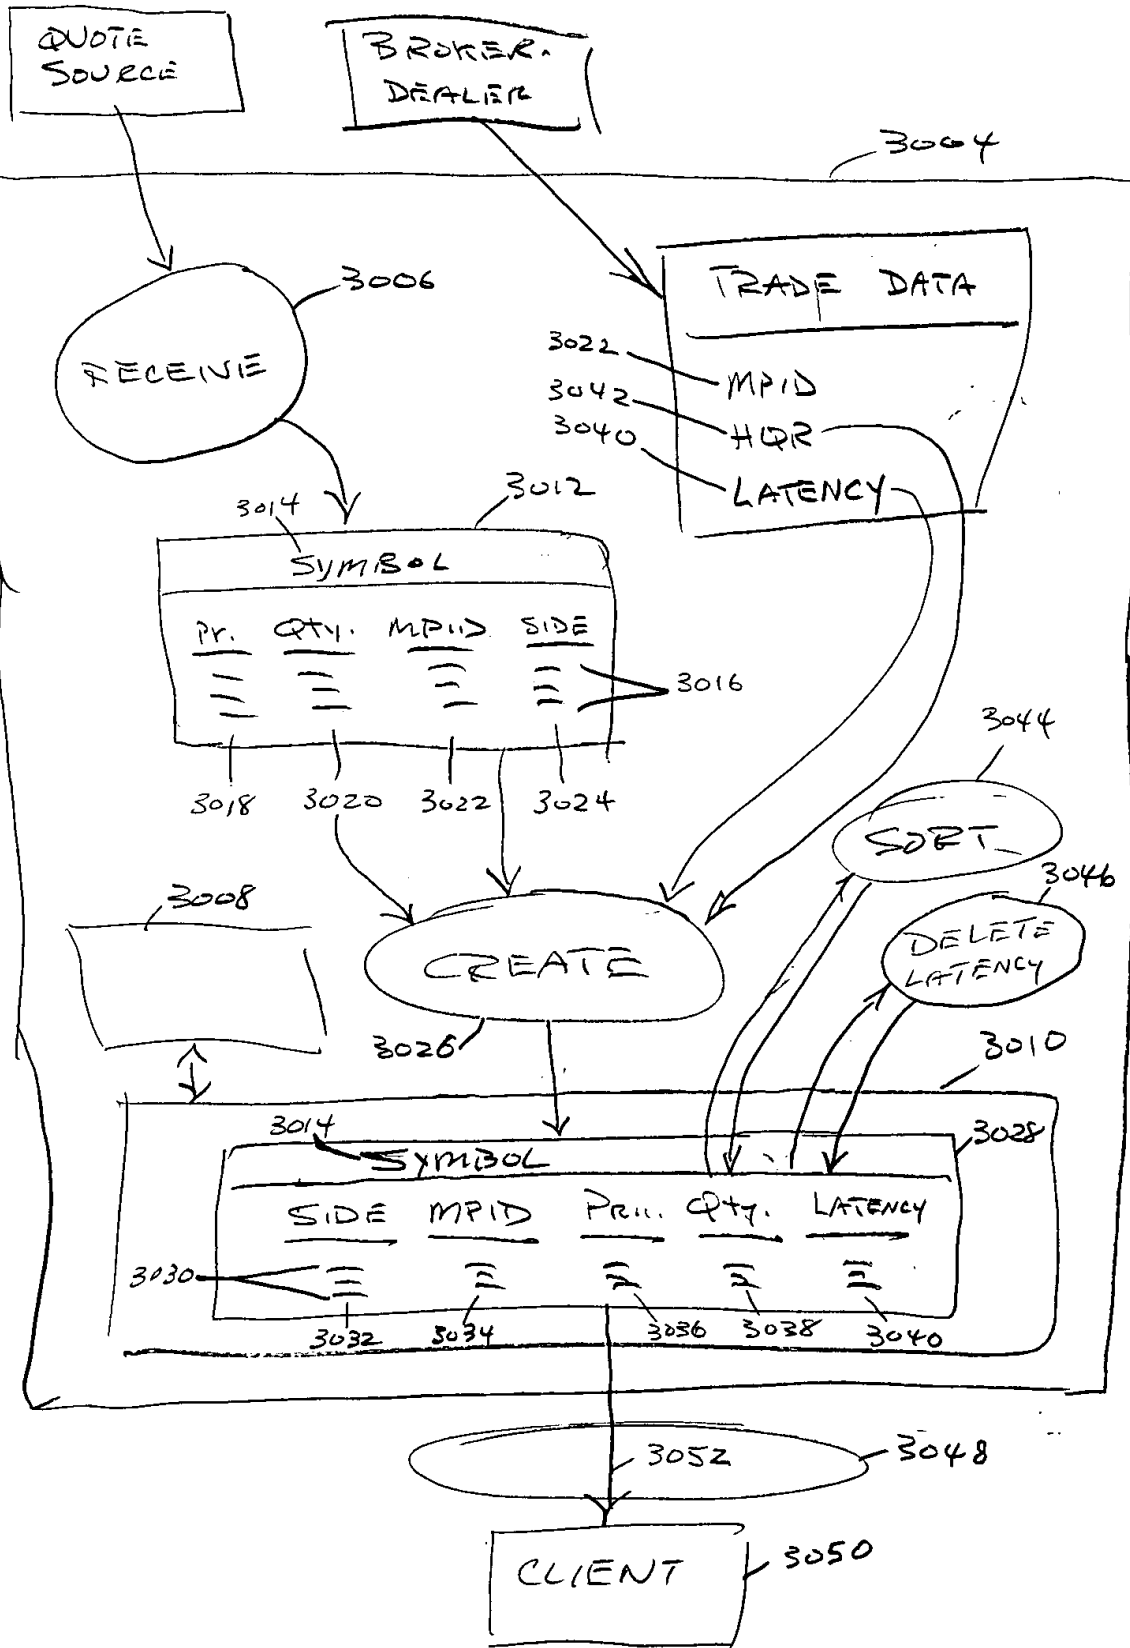 QUOTE
SOURCE
BROKER-
DEALER
3004
TRADE DATA
3006
RECEIVE
3022
MPID
3042
HQR
3040
LATENCY
3012
3014
SYMBOL
Pr. Qty. MPIID SIDE
3016
3018 3020 3022 3024
3044
SORT
3046
DELETE
LATENCY
3008
CREATE
3026
3010
3014
SYMBOL
3028
SIDE MPID Pri.. Qty. LATENCY
3030
3032 3034 3036 3038 3040
3052
3048
CLIENT
3050